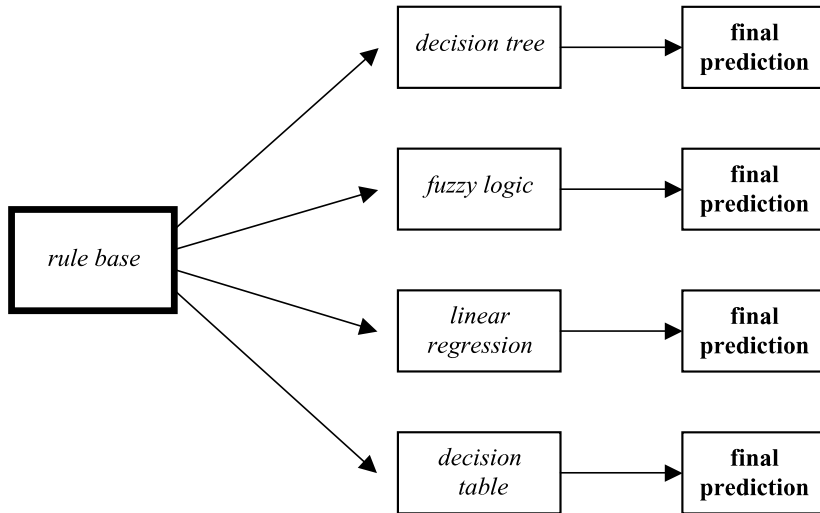 decision tree
final
prediction
fuzzy logic
final
prediction
rule base
linear
regression
final
prediction
decision
table
final
prediction